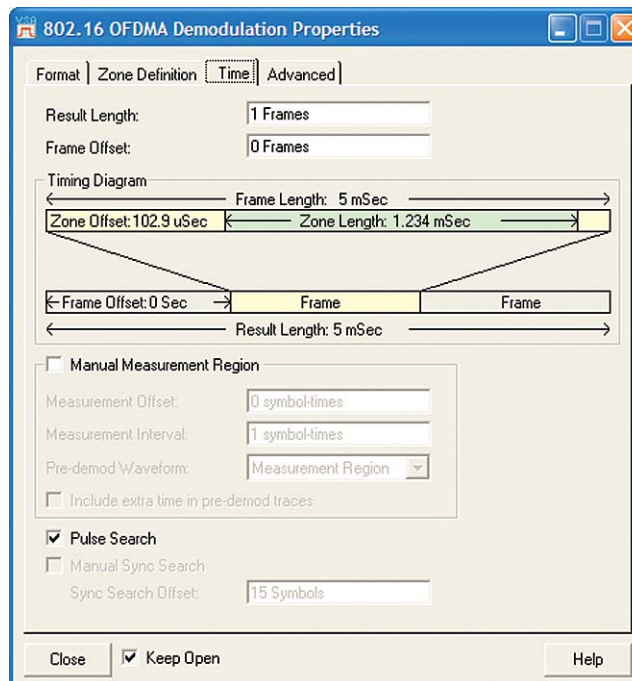 VSA
802.16 OFDMA Demodulation Properties
Format Zone Definition Time Advanced
Result Length: 1 Frames
Frame Offset: 0 Frames
Timing Diagram
Frame Length: 5 mSec
Zone Offset: 102.9 uSec Zone Length: 1.234 mSec
Frame Offset: 0 Sec Frame Frame
Result Length: 5 mSec
Manual Measurement Region
Measurement Offset: 0 symbol-times
Measurement Interval: 1 symbol-times
Pre-demod Waveform: Measurement Region
Include extra time in pre-demod traces
Pulse Search
Manual Sync Search
Sync Search Offset: 15 Symbols
Close Keep Open Help